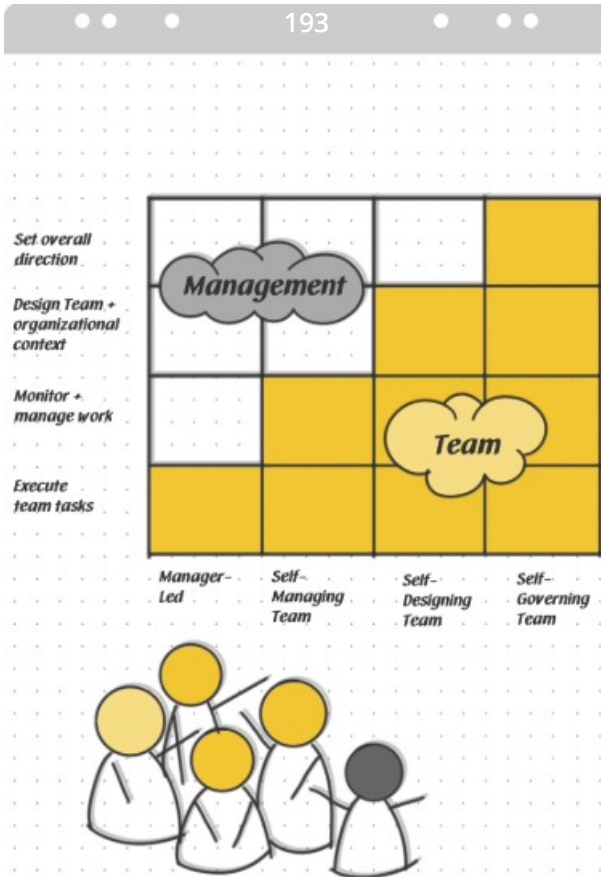 193
Set overall
direction
Management
Design Team +
organizational
context
Monitor +
manage work
Team
Execute
team tasks
Manager-
Led
Self-
Managing
Team
Self-
Designing
Team
Self-
Governing
Team